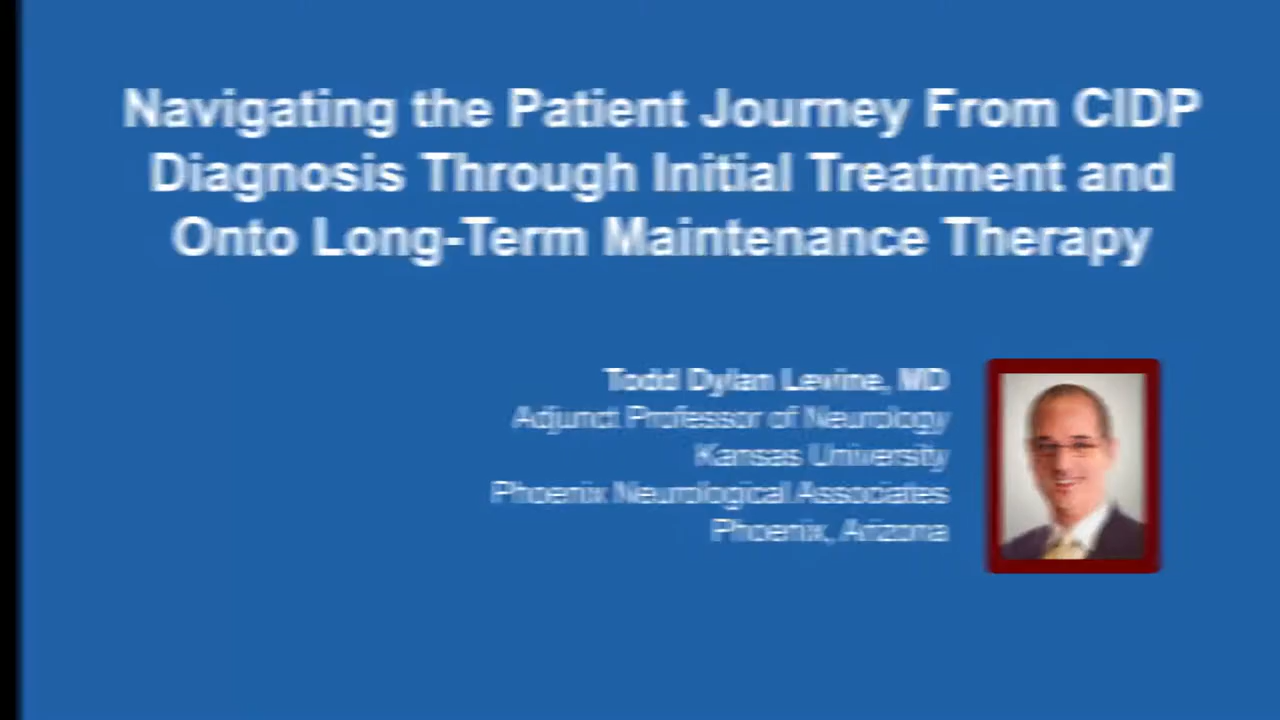 Navigating the Patient Journey From CIDP
Diagnosis Through Initial Treatment and
Onto Long-Term Maintenance Therapy
Todd Dylan Levine, MD
Adjunct Professor of Neurology
Kansas University
Phoenix Neurological Associates
Phoenix, Arizona